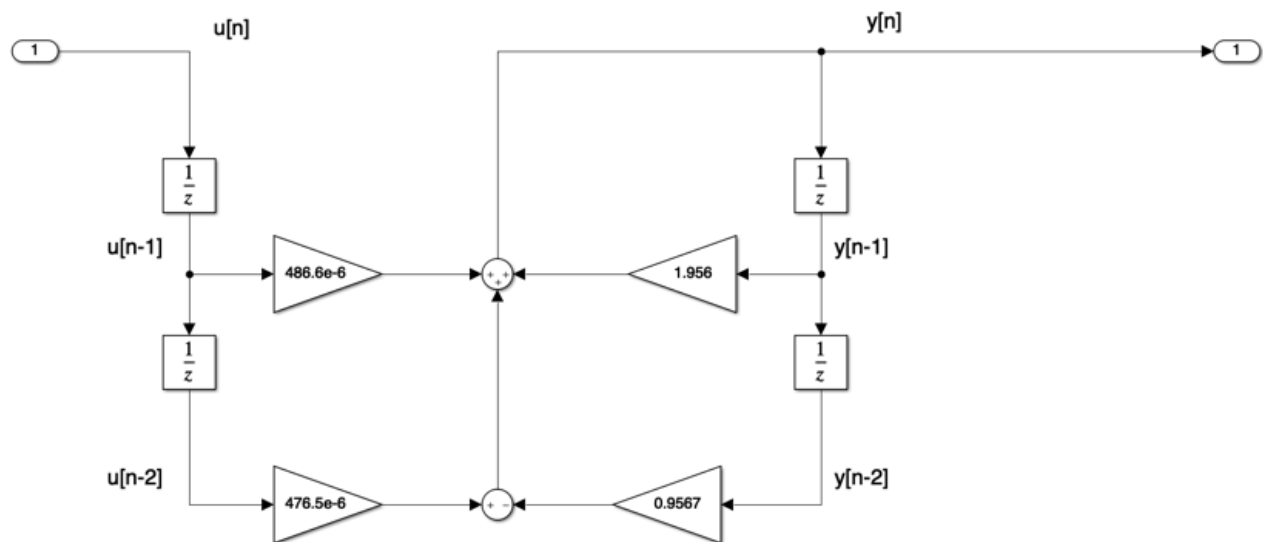 u[n]
y[n]
1
1
1
z
1
z
u[n-1]
486.6e-6
+ +
+
1.956
y[n-1]
1
z
1
z
u[n-2]
476.5e-6
+ −
0.9567
y[n-2]